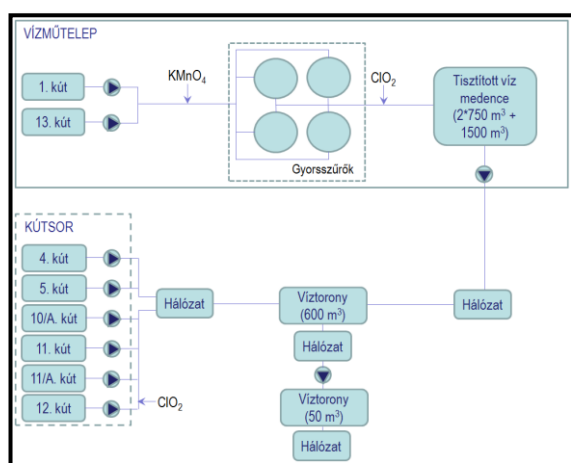 VÍZMŰTELEP
1. kút
13. kút
KMnO₄
Gyorsszűrők
ClO₂
Tisztított víz
medence
(2*750 m³ +
1500 m³)
KÚTSOR
4. kút
5. kút
10/A. kút
11. kút
11/A. kút
12. kút
ClO₂
Hálózat
Víztorony
(600 m³)
Hálózat
Hálózat
Víztorony
(50 m³)
Hálózat